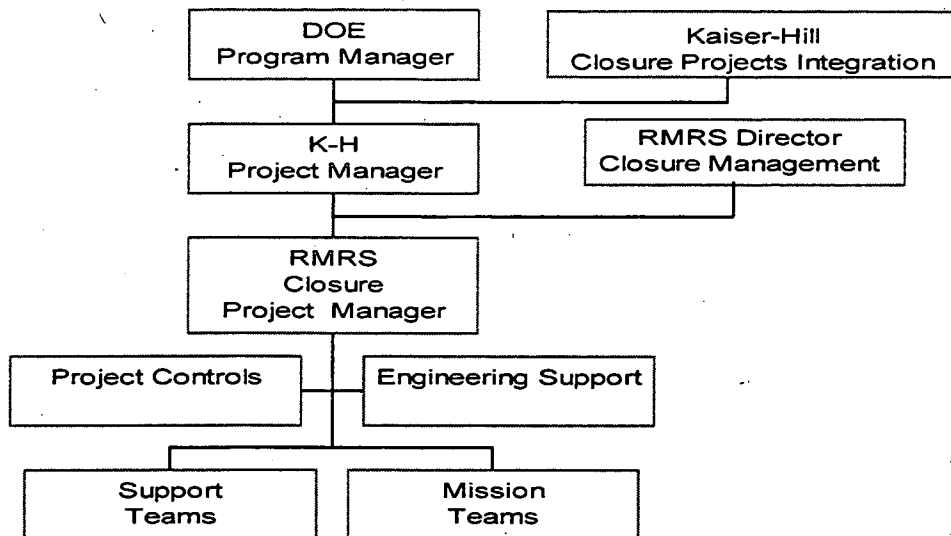 DOE
Program Manager
Kaiser-Hill
Closure Projects Integration
K-H
Project Manager
RMRS Director
Closure Management
RMRS
Closure
Project Manager
Project Controls
Engineering Support
Support
Teams
Mission
Teams